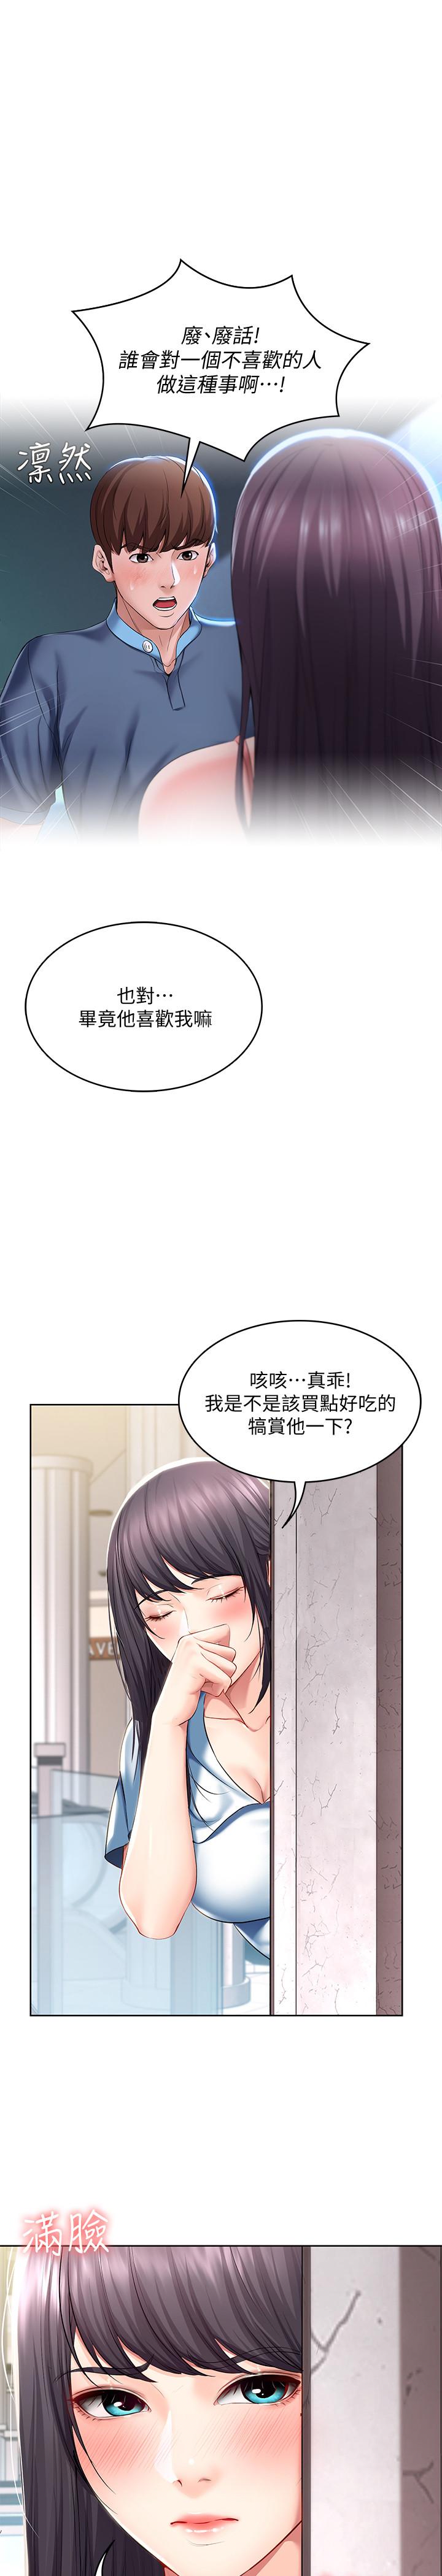 廢、廢話!
誰會對一個不喜歡的人
做這種事啊…!
凜然
也對…
畢竟他喜歡我嘛
咳咳…真乖!
我是不是該買點好吃的
犒賞他一下?
AVE
滿臉